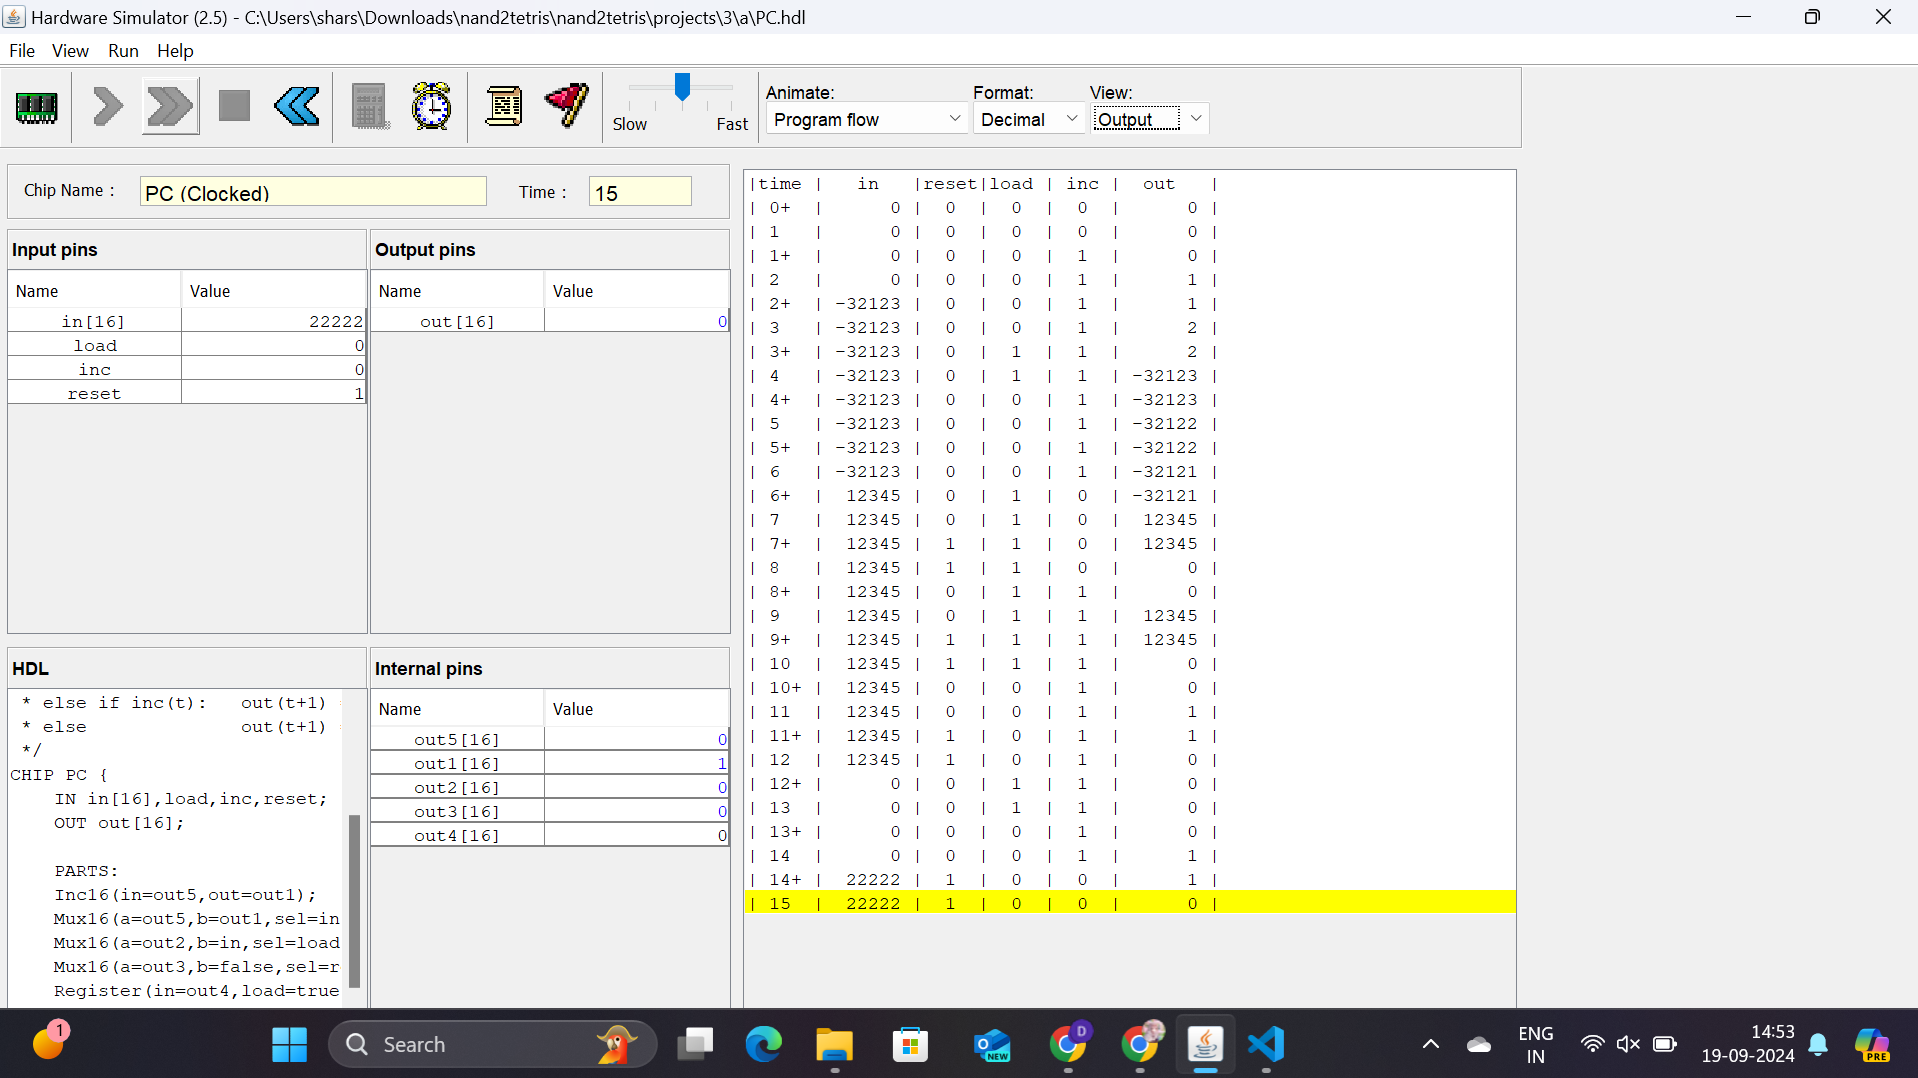 Hardware Simulator (2.5) - C:\Users\shars\Downloads\nand2tetris\nand2tetris\projects\3\a\PC.hdl
File View Run Help
Slow Fast
Animate: Format: View:
Program flow Decimal Output
Chip Name : PC (Clocked) Time : 15
Input pins
Name Value
in[16] 22222
load 0
inc 0
reset 1
Output pins
Name Value
out[16] 0
HDL
* else if inc(t): out(t+1)
* else out(t+1)
*/
CHIP PC {
IN in[16],load,inc,reset;
OUT out[16];
PARTS:
Inc16(in=out5,out=out1);
Mux16(a=out5,b=out1,sel=in
Mux16(a=out2,b=in,sel=load
Mux16(a=out3,b=false,sel=r
Register(in=out4,load=true
Internal pins
Name Value
out5[16] 0
out1[16] 1
out2[16] 0
out3[16] 0
out4[16] 0
|time | in |reset|load | inc | out |
| 0+ | 0 | 0 | 0 | 0 | 0 |
| 1 | 0 | 0 | 0 | 0 | 0 |
| 1+ | 0 | 0 | 0 | 1 | 0 |
| 2 | 0 | 0 | 0 | 1 | 1 |
| 2+ | -32123 | 0 | 0 | 1 | 1 |
| 3 | -32123 | 0 | 0 | 1 | 2 |
| 3+ | -32123 | 0 | 1 | 1 | 2 |
| 4 | -32123 | 0 | 1 | 1 | -32123 |
| 4+ | -32123 | 0 | 0 | 1 | -32123 |
| 5 | -32123 | 0 | 0 | 1 | -32122 |
| 5+ | -32123 | 0 | 0 | 1 | -32122 |
| 6 | -32123 | 0 | 0 | 1 | -32121 |
| 6+ | 12345 | 0 | 1 | 0 | -32121 |
| 7 | 12345 | 0 | 1 | 0 | 12345 |
| 7+ | 12345 | 1 | 1 | 0 | 12345 |
| 8 | 12345 | 1 | 1 | 0 | 0 |
| 8+ | 12345 | 0 | 1 | 1 | 0 |
| 9 | 12345 | 0 | 1 | 1 | 12345 |
| 9+ | 12345 | 1 | 1 | 1 | 12345 |
| 10 | 12345 | 1 | 1 | 1 | 0 |
| 10+ | 12345 | 0 | 0 | 1 | 0 |
| 11 | 12345 | 0 | 0 | 1 | 1 |
| 11+ | 12345 | 1 | 0 | 1 | 1 |
| 12 | 12345 | 1 | 0 | 1 | 0 |
| 12+ | 0 | 0 | 1 | 1 | 0 |
| 13 | 0 | 0 | 1 | 1 | 0 |
| 13+ | 0 | 0 | 0 | 1 | 0 |
| 14 | 0 | 0 | 0 | 1 | 1 |
| 14+ | 22222 | 1 | 0 | 0 | 1 |
| 15 | 22222 | 1 | 0 | 0 | 0 |
1
Search
NEW
D
ENG
IN
14:53
19-09-2024
PRE